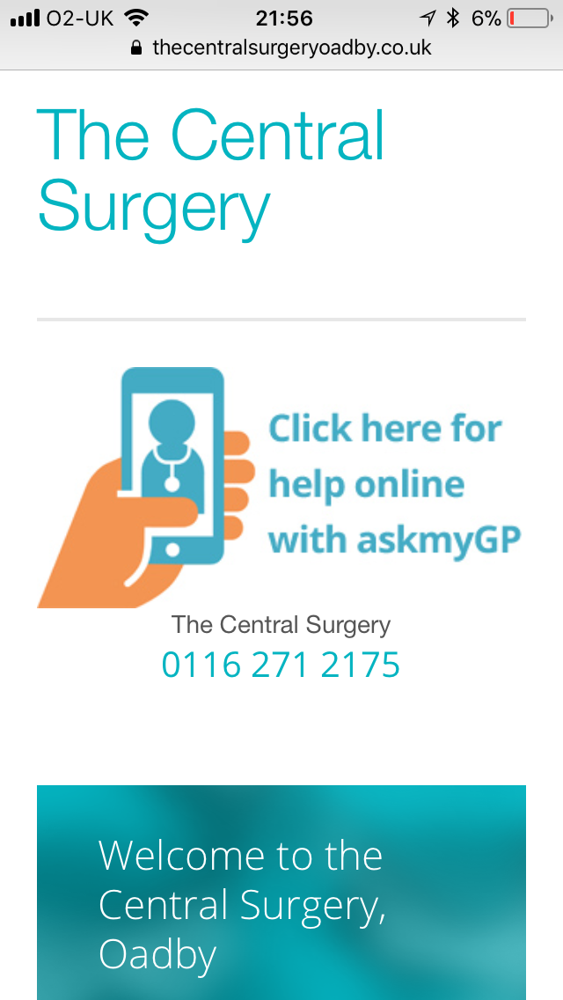 O2-UK 21:56 6%
thecentralsurgeryoadby.co.uk
The Central
Surgery
Click here for
help online
with askmyGP
The Central Surgery
0116 271 2175
Welcome to the
Central Surgery,
Oadby